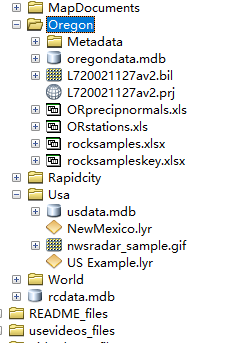 MapDocuments
Oregon
Metadata
oregondata.mdb
L720021127av2.bil
L720021127av2.prj
ORprecipnormals.xls
ORstations.xls
rocksamples.xlsx
rocksampleskey.xlsx
Rapidcity
Usa
usdata.mdb
NewMexico.lyr
nwsradar_sample.gif
US Example.lyr
World
rcdata.mdb
README_files
usevideos_files